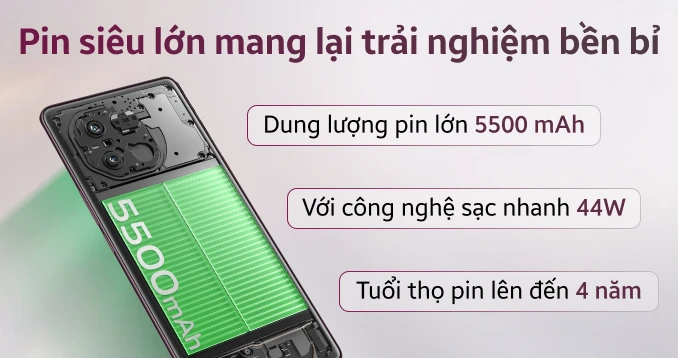 Pin siêu lớn mang lại trải nghiệm bền bỉ
Dung lượng pin lớn 5500 mAh
Với công nghệ sạc nhanh 44W
Tuổi thọ pin lên đến 4 năm
5500mAh